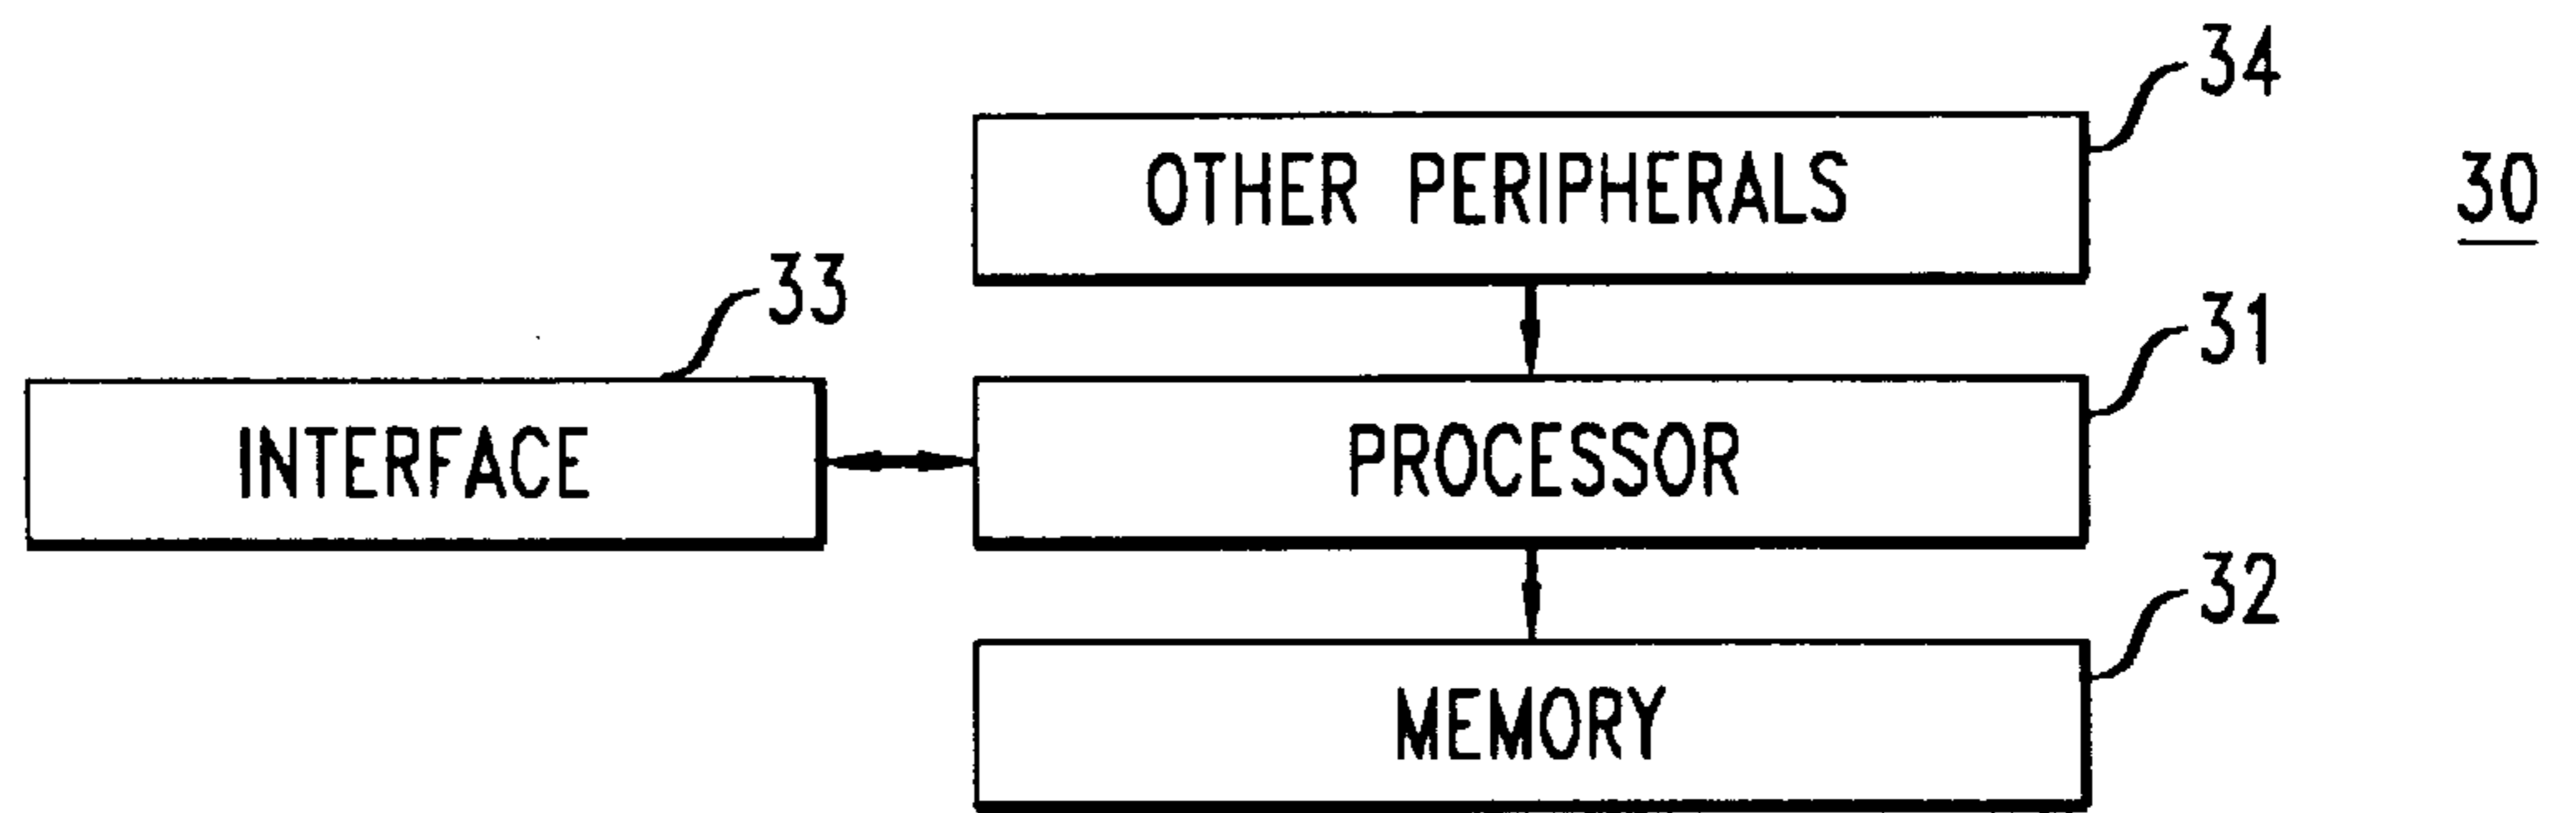 34
OTHER PERIPHERALS
30
33
31
INTERFACE
PROCESSOR
32
MEMORY